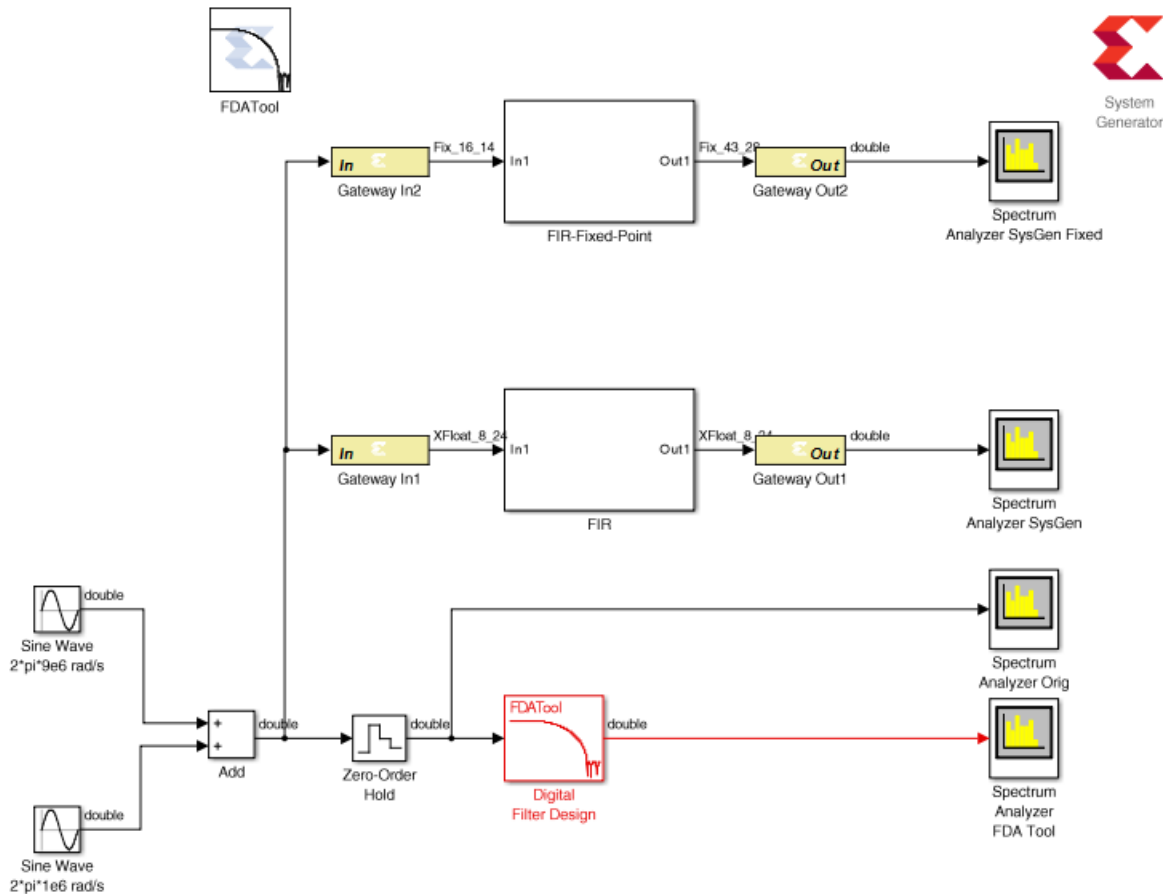 FDATool
System
Generator
Fix_16_14
Fix_43_28
double
In
In1
Out1
Out
Gateway In2
Gateway Out2
FIR-Fixed-Point
Spectrum
Analyzer SysGen Fixed
XFloat_8_24
XFloat_8_24
double
In
In1
Out1
Out
Gateway In1
Gateway Out1
FIR
Spectrum
Analyzer SysGen
double
Sine Wave
2*pi*9e6 rad/s
Spectrum
Analyzer Orig
+
+
double
Add
double
Zero-Order
Hold
FDATool
double
Digital
Filter Design
Spectrum
Analyzer
FDA Tool
double
Sine Wave
2*pi*1e6 rad/s